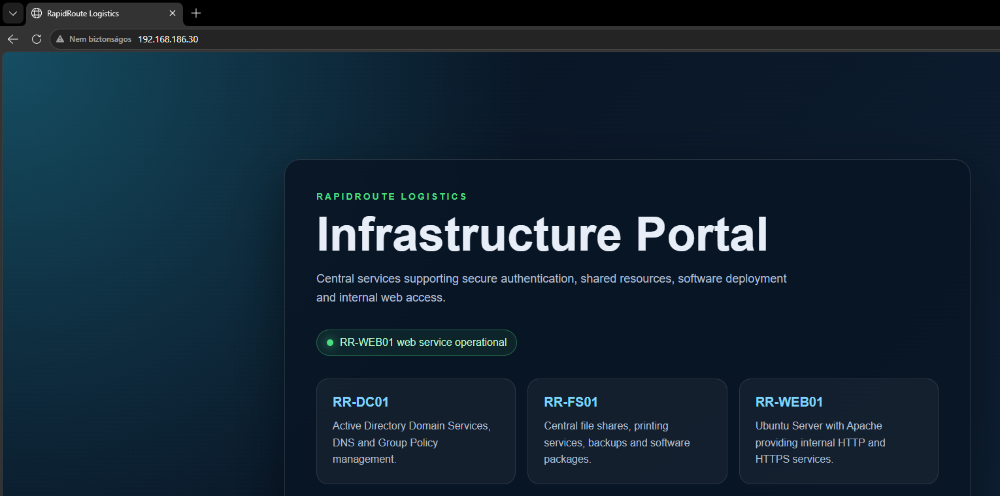 RapidRoute Logistics
Nem biztonságos 192.168.186.30
RAPIDROUTE LOGISTICS
Infrastructure Portal
Central services supporting secure authentication, shared resources, software deployment
and internal web access.
RR-WEB01 web service operational
RR-DC01
Active Directory Domain Services,
DNS and Group Policy
management.
RR-FS01
Central file shares, printing
services, backups and software
packages.
RR-WEB01
Ubuntu Server with Apache
providing internal HTTP and
HTTPS services.